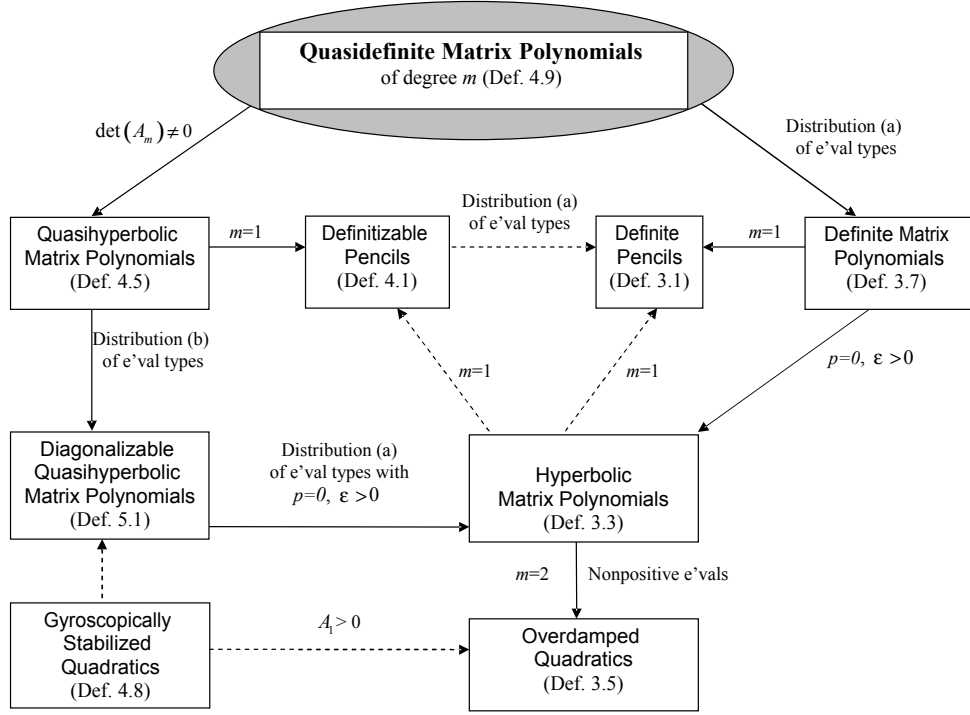 Quasidefinite Matrix Polynomials
of degree m (Def. 4.9)
det(A_m) ≠ 0
Distribution (a)
of e'val types
Quasihyperbolic
Matrix Polynomials
(Def. 4.5)
m=1
Definitizable
Pencils
(Def. 4.1)
Distribution (a)
of e'val types
Definite
Pencils
(Def. 3.1)
m=1
Definite Matrix
Polynomials
(Def. 3.7)
Distribution (b)
of e'val types
m=1
m=1
p=0, ε >0
Diagonalizable
Quasihyperbolic
Matrix Polynomials
(Def. 5.1)
Distribution (a)
of e'val types with
p=0, ε >0
Hyperbolic
Matrix Polynomials
(Def. 3.3)
m=2
Nonpositive e'vals
Gyroscopically
Stabilized
Quadratics
(Def. 4.8)
A₁ > 0
Overdamped
Quadratics
(Def. 3.5)